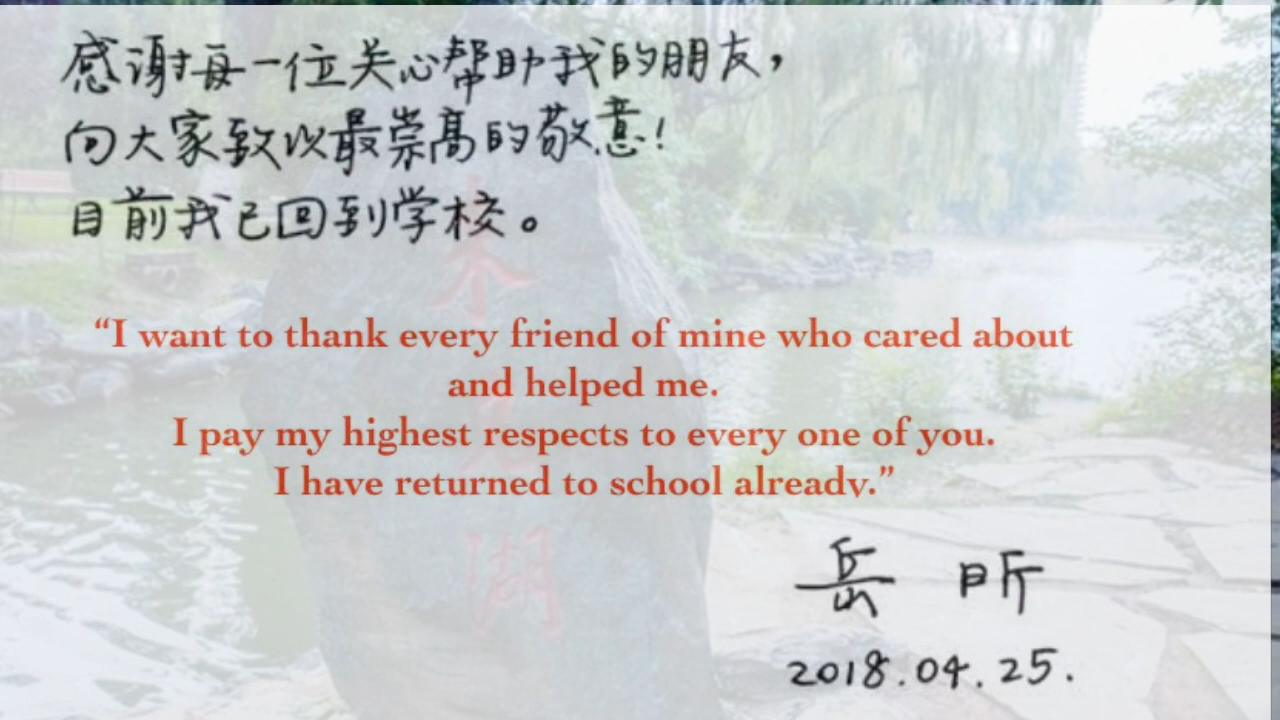 感谢每一位关心帮助我的朋友，
向大家致以最崇高的敬意！
目前我已回到学校。
“I want to thank every friend of mine who cared about
and helped me.
I pay my highest respects to every one of you.
I have returned to school already.”
岳昕
2018.04.25.
未名湖